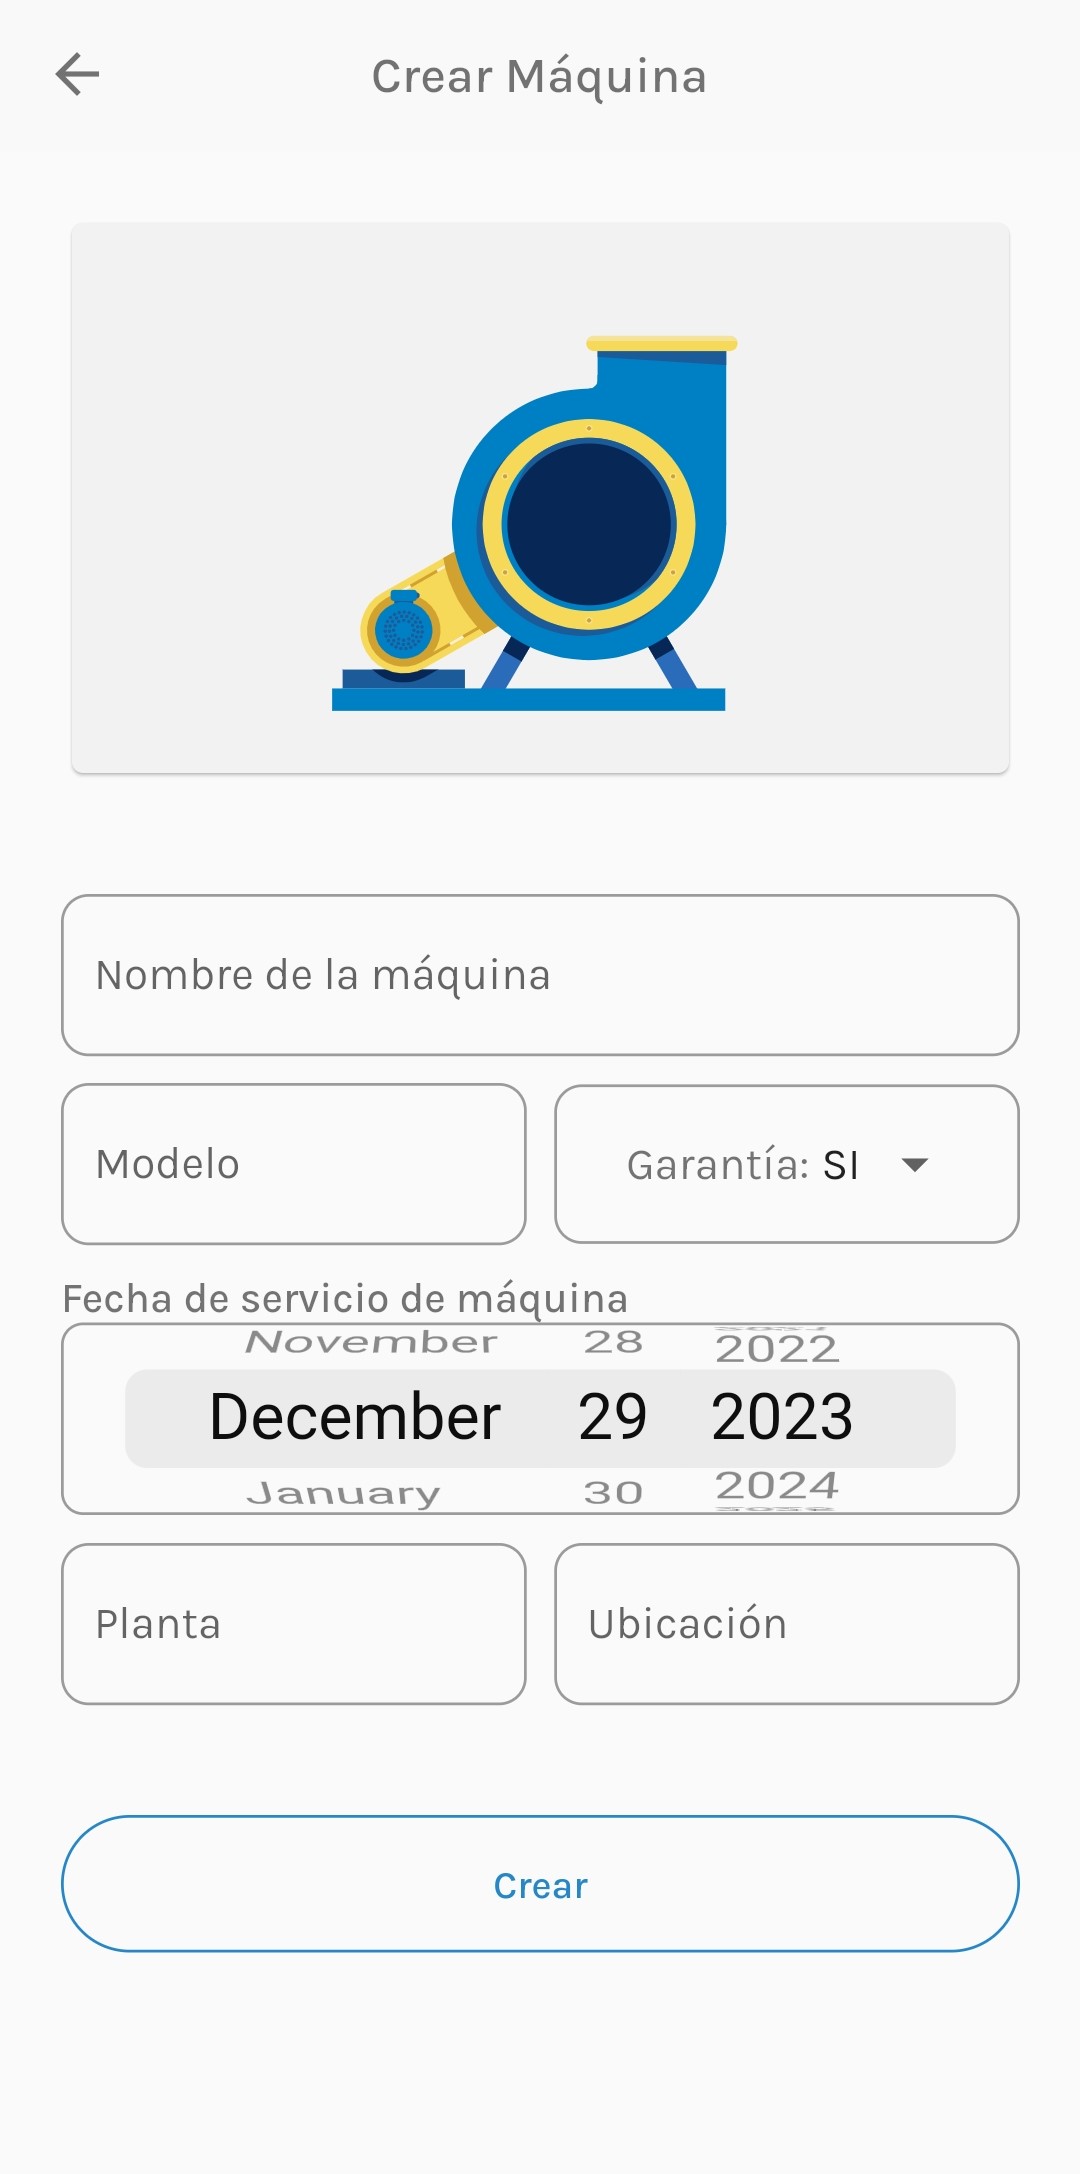 Crear Máquina
Nombre de la máquina
Modelo
Garantía: SI
Fecha de servicio de máquina
November 28 2022
December 29 2023
January 30 2024
Planta
Ubicación
Crear